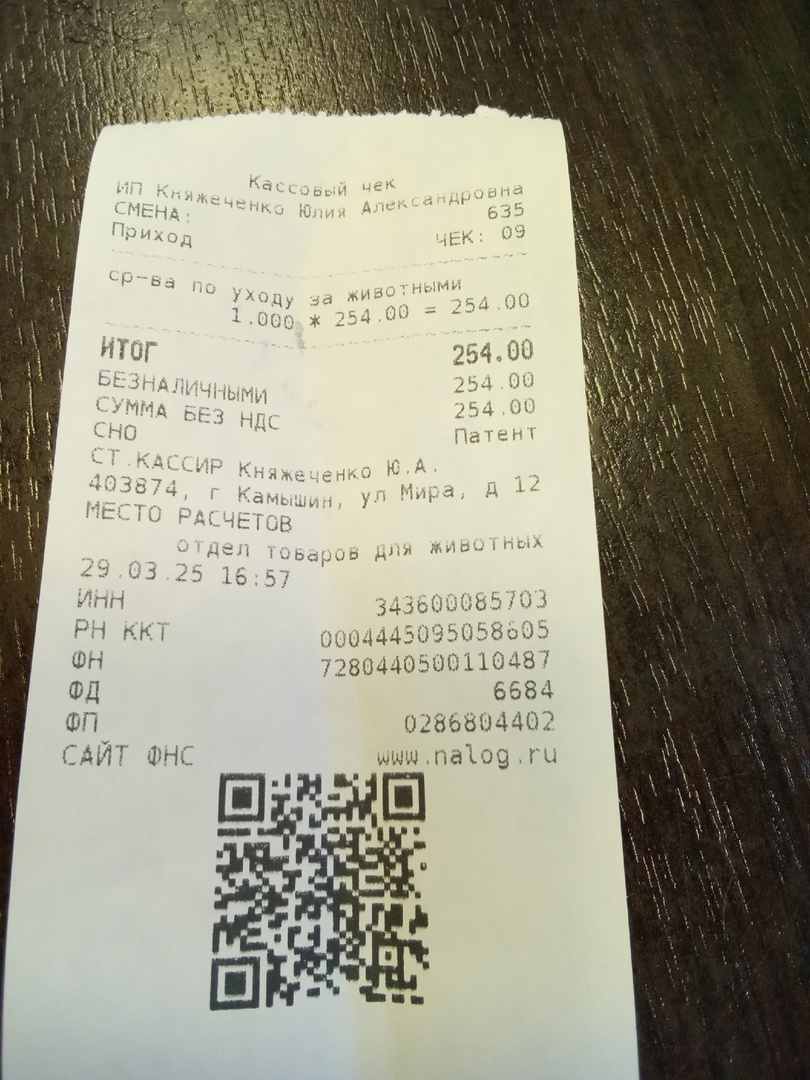 Кассовый чек
ИП Княжеченко Юлия Александровна
СМЕНА: 635
Приход ЧЕК: 09
ср-ва по уходу за животными
1.000 * 254.00 = 254.00
ИТОГ 254.00
БЕЗНАЛИЧНЫМИ 254.00
СУММА БЕЗ НДС 254.00
СНО Патент
СТ.КАССИР Княжеченко Ю.А.
403874, г Камышин, ул Мира, д 12
МЕСТО РАСЧЕТОВ
отдел товаров для животных
29.03.25 16:57
ИНН 343600085703
РН ККТ 0004445095058605
ФН 7280440500110487
ФД 6684
ФП 0286804402
САЙТ ФНС www.nalog.ru